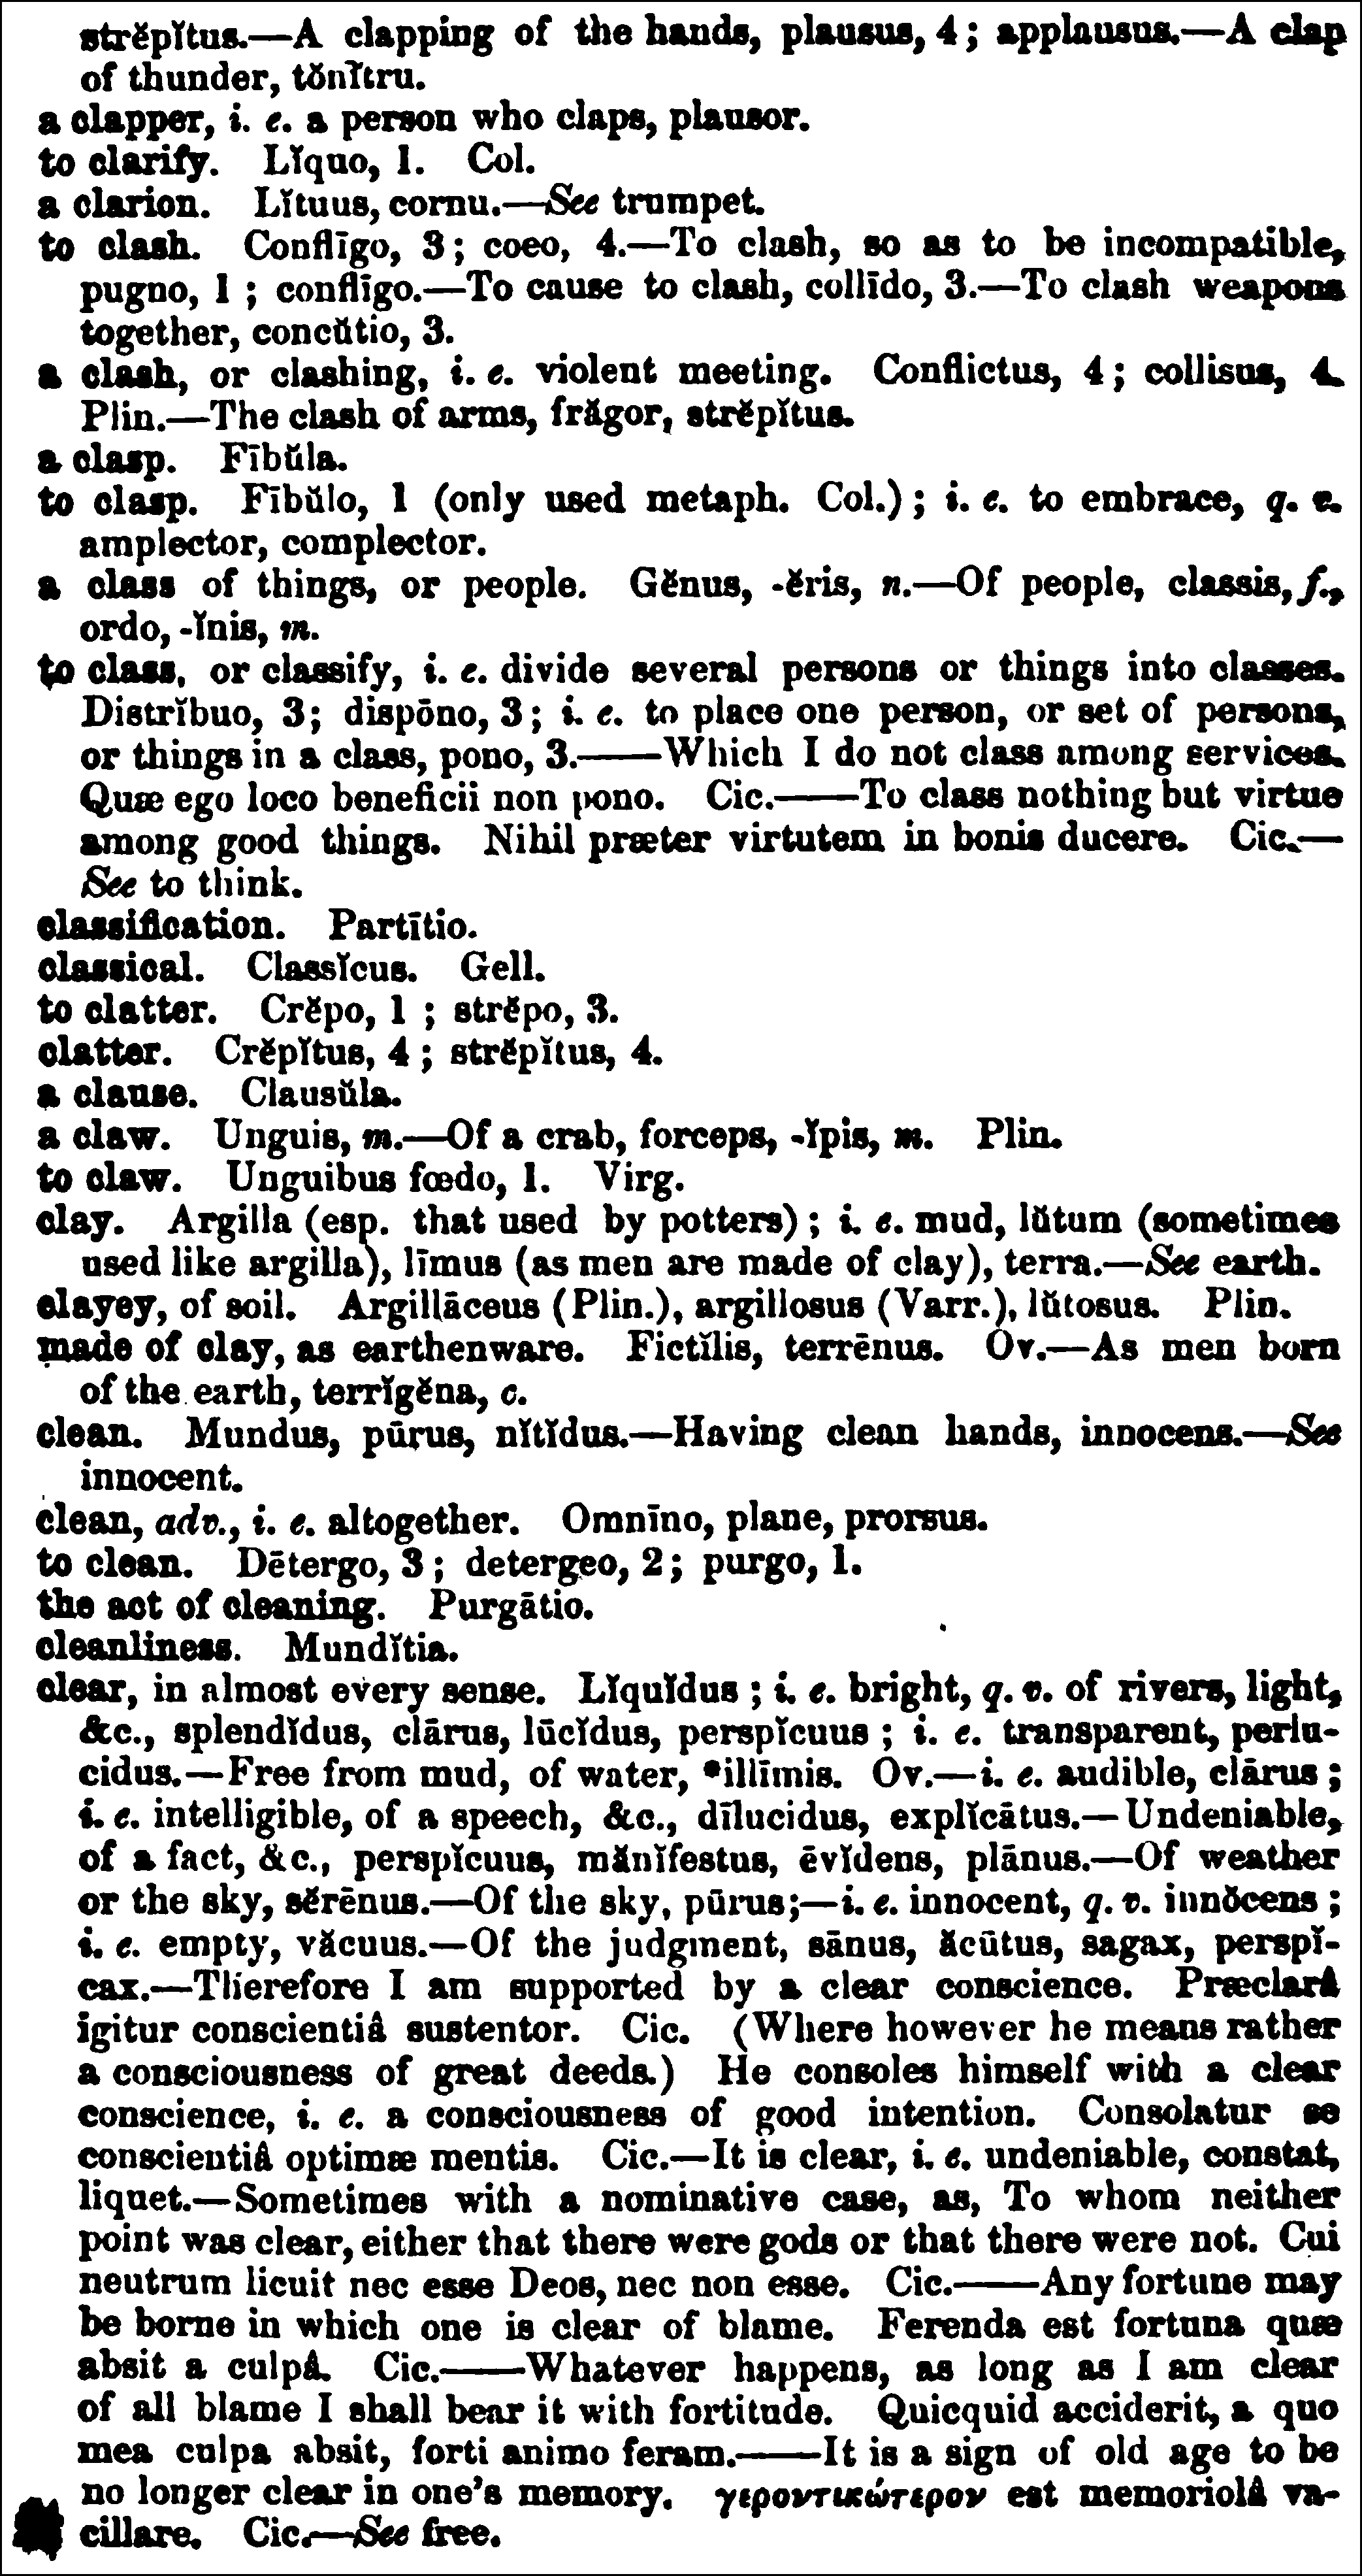 strĕpĭtus.—A clapping of the hands, plausus, 4; applausus.—A clap
of thunder, tŏnĭtru.
a clapper, i. e. a person who claps, plausor.
to clarify. Lĭquo, 1. Col.
a clarion. Lĭtuus, cornu.—See trumpet.
to clash. Conflīgo, 3; coeo, 4.—To clash, so as to be incompatible,
pugno, 1; conflīgo.—To cause to clash, collīdo, 3.—To clash weapons
together, concŭtio, 3.
a clash, or clashing, i. e. violent meeting. Conflictus, 4; collisus, 4.
Plin.—The clash of arms, frăgor, strĕpĭtus.
a clasp. Fībŭla.
to clasp. Fībŭlo, 1 (only used metaph. Col.); i. e. to embrace, q. v.
amplector, complector.
a class of things, or people. Gĕnus, -ĕris, n.—Of people, classis, f.,
ordo, -ĭnis, m.
to class, or classify, i. e. divide several persons or things into classes.
Distrĭbuo, 3; dispōno, 3; i. e. to place one person, or set of persons,
or things in a class, pono, 3.——Which I do not class among services.
Quæ ego loco beneficii non pono. Cic.——To class nothing but virtue
among good things. Nihil præter virtutem in bonis ducere. Cic.—
See to think.
classification. Partītio.
classical. Classĭcus. Gell.
to clatter. Crĕpo, 1; strĕpo, 3.
clatter. Crĕpĭtus, 4; strĕpĭtus, 4.
a clause. Clausŭla.
a claw. Unguis, m.—Of a crab, forceps, -ĭpis, m. Plin.
to claw. Unguibus fœdo, 1. Virg.
clay. Argilla (esp. that used by potters); i. e. mud, lŭtum (sometimes
used like argilla), līmus (as men are made of clay), terra.—See earth.
clayey, of soil. Argillāceus (Plin.), argillosus (Varr.), lŭtosus. Plin.
made of clay, as earthenware. Fictĭlis, terrēnus. Ov.—As men born
of the earth, terrĭgĕna, c.
clean. Mundus, pūrus, nĭtĭdus.—Having clean hands, innocens.—See
innocent.
clean, adv., i. e. altogether. Omnīno, plane, prorsus.
to clean. Dētergo, 3; detergeo, 2; purgo, 1.
the act of cleaning. Purgātio.
cleanliness. Mundĭtia.
clear, in almost every sense. Lĭquĭdus; i. e. bright, q. v. of rivers, light,
&c., splendĭdus, clārus, lūcĭdus, perspĭcuus; i. e. transparent, perlu-
cidus.—Free from mud, of water, *illīmis. Ov.—i. e. audible, clārus;
i. e. intelligible, of a speech, &c., dīlucidus, explĭcātus.—Undeniable,
of a fact, &c., perspĭcuus, mănĭfestus, ēvĭdens, plānus.—Of weather
or the sky, sĕrēnus.—Of the sky, pūrus;—i. e. innocent, q. v. innŏcens;
i. e. empty, văcuus.—Of the judgment, sānus, ăcūtus, sagax, perspĭ-
cax.—Therefore I am supported by a clear conscience. Præclarâ
igitur conscientiâ sustentor. Cic. (Where however he means rather
a consciousness of great deeds.) He consoles himself with a clear
conscience, i. e. a consciousness of good intention. Consolatur se
conscientiâ optimæ mentis. Cic.—It is clear, i. e. undeniable, constat,
liquet.—Sometimes with a nominative case, as, To whom neither
point was clear, either that there were gods or that there were not. Cui
neutrum licuit nec esse Deos, nec non esse. Cic.——Any fortune may
be borne in which one is clear of blame. Ferenda est fortuna quæ
absit a culpâ. Cic.——Whatever happens, as long as I am clear
of all blame I shall bear it with fortitude. Quicquid acciderit, a quo
mea culpa absit, forti animo feram.——It is a sign of old age to be
no longer clear in one's memory. γεροντικώτερον est memoriolâ va-
cillare. Cic.—See free.